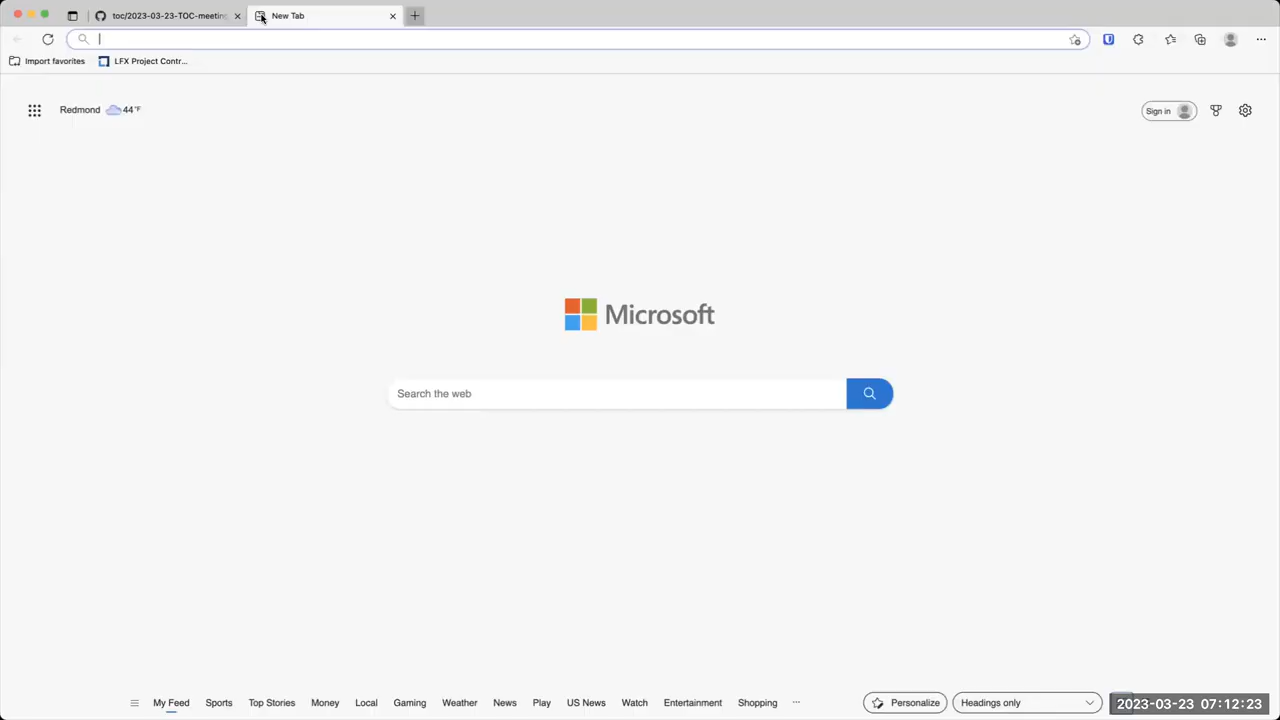 toc/2023-03-23-TOC-meeting
New Tab
Import favorites
LFX Project Contr...
Redmond
44°F
Sign in
Microsoft
Search the web
My Feed
Sports
Top Stories
Money
Local
Gaming
Weather
News
Play
US News
Watch
Entertainment
Shopping
...
Personalize
Headings only
2023-03-23 07:12:23